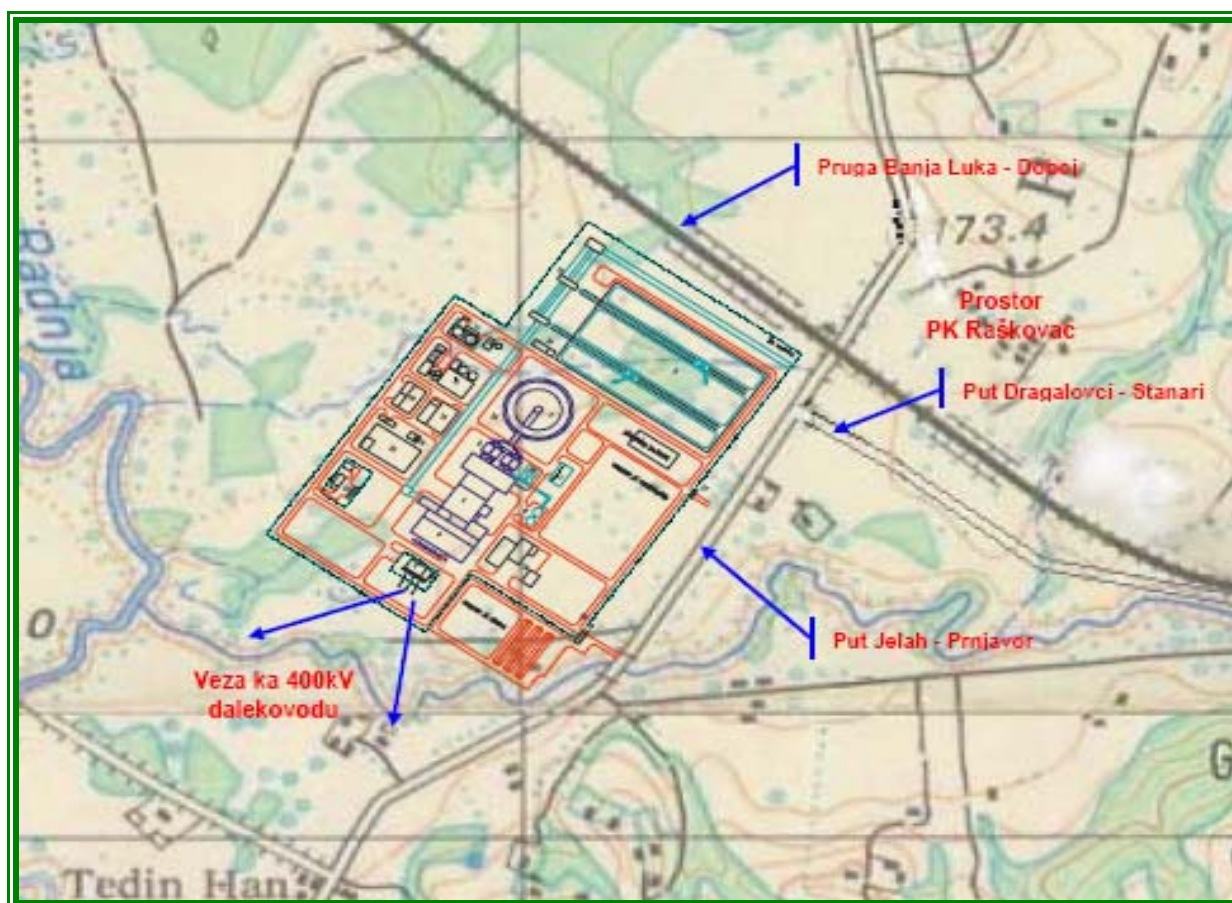 Pruga Banja Luka - Doboj
173.4
H
Prostor
PK Raškovac
Put Dragalovci - Stanari
Radnja
Put Jelah - Prnjavor
O
Veza ka 400kV
dalekovodu
G
Tedin Han